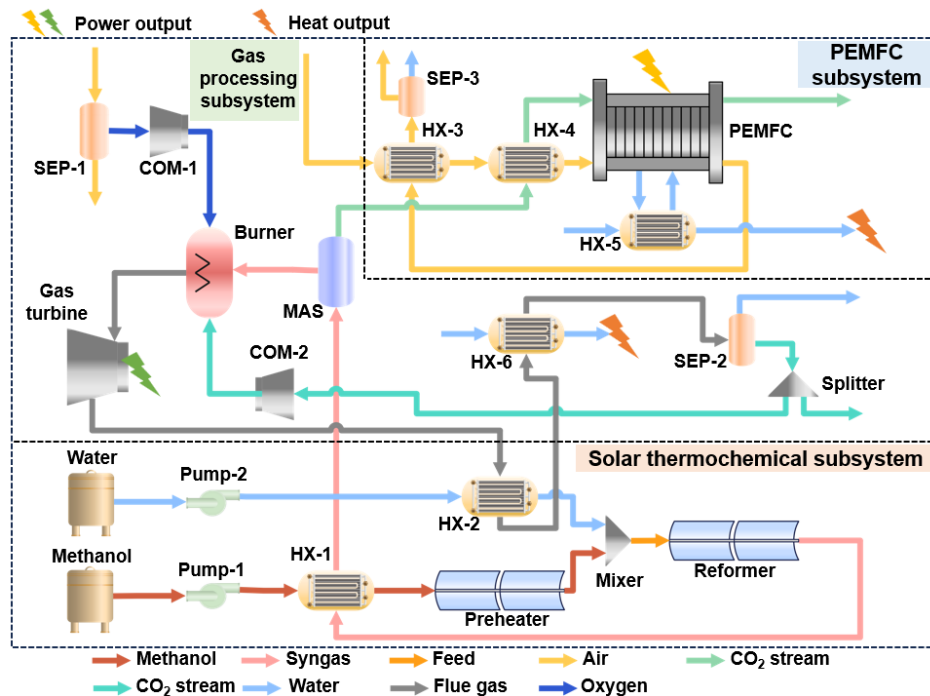 Power output
Heat output
Gas
processing
subsystem
PEMFC
subsystem
SEP-3
HX-3
HX-4
PEMFC
SEP-1
COM-1
HX-5
Burner
MAS
Gas
turbine
HX-6
SEP-2
COM-2
Splitter
Solar thermochemical subsystem
Water
Pump-2
HX-2
Methanol
Pump-1
HX-1
Preheater
Mixer
Reformer
Methanol
Syngas
Feed
Air
CO₂ stream
CO₂ stream
Water
Flue gas
Oxygen